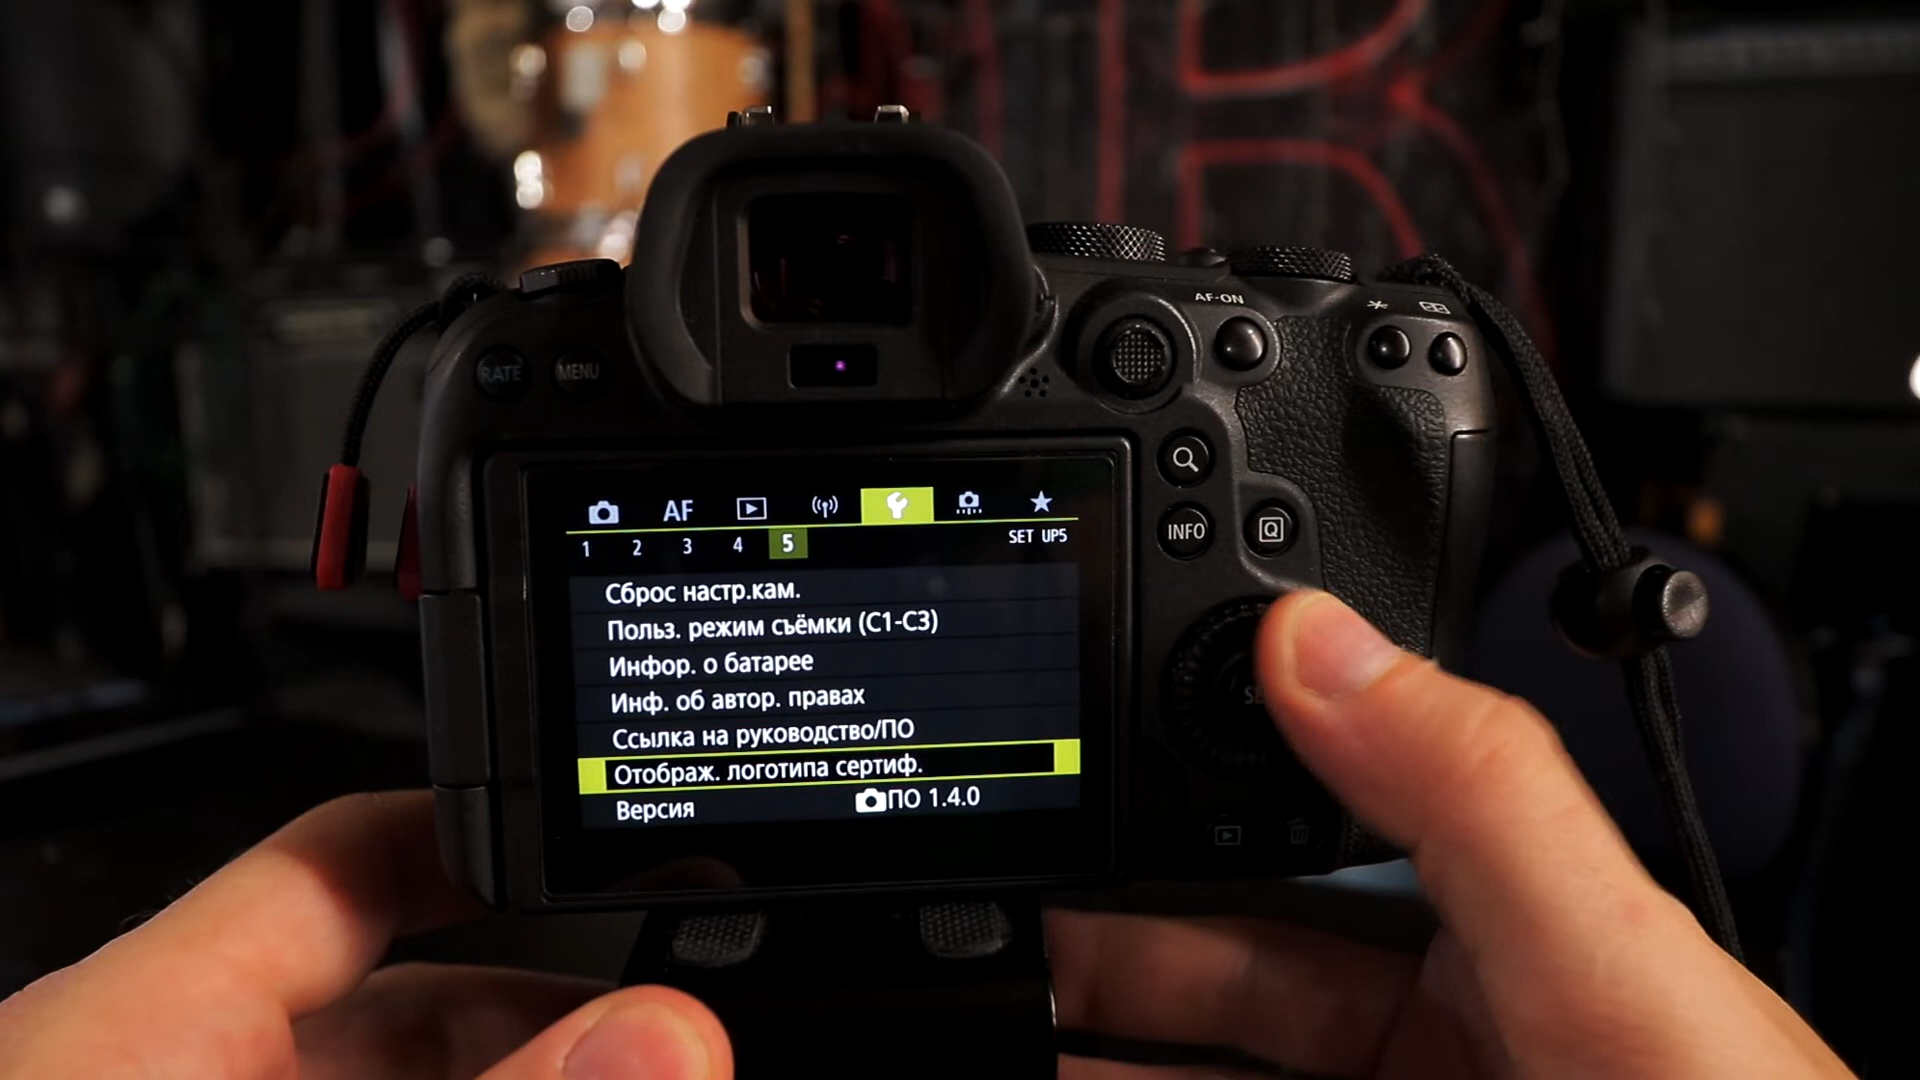 AF-ON
RATE MENU
AF
1 2 3 4 5 SET UP5
INFO Q
Сброс настр.кам.
Польз. режим съёмки (C1-C3)
Инфор. о батарее
Инф. об автор. правах
Ссылка на руководство/ПО
Отображ. логотипа сертиф.
Версия ПО 1.4.0